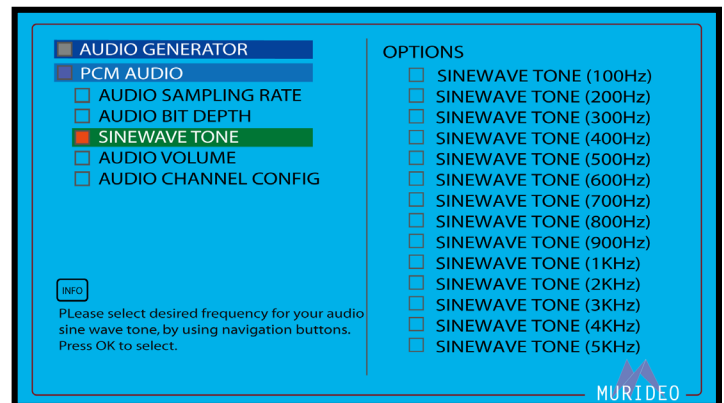 AUDIO GENERATOR
PCM AUDIO
AUDIO SAMPLING RATE
AUDIO BIT DEPTH
SINEWAVE TONE
AUDIO VOLUME
AUDIO CHANNEL CONFIG
INFO
PLease select desired frequency for your audio
sine wave tone, by using navigation buttons.
Press OK to select.
OPTIONS
SINEWAVE TONE (100Hz)
SINEWAVE TONE (200Hz)
SINEWAVE TONE (300Hz)
SINEWAVE TONE (400Hz)
SINEWAVE TONE (500Hz)
SINEWAVE TONE (600Hz)
SINEWAVE TONE (700Hz)
SINEWAVE TONE (800Hz)
SINEWAVE TONE (900Hz)
SINEWAVE TONE (1KHz)
SINEWAVE TONE (2KHz)
SINEWAVE TONE (3KHz)
SINEWAVE TONE (4KHz)
SINEWAVE TONE (5KHz)
MURIDEO